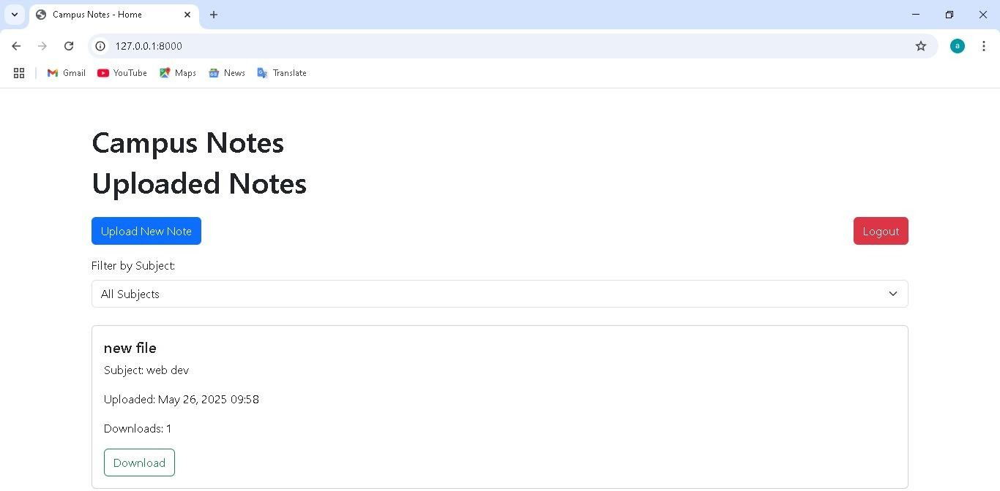 Campus Notes - Home
127.0.0.1:8000
a
Gmail YouTube Maps News Translate
Campus Notes
Uploaded Notes
Upload New Note Logout
Filter by Subject:
All Subjects
new file
Subject: web dev
Uploaded: May 26, 2025 09:58
Downloads: 1
Download